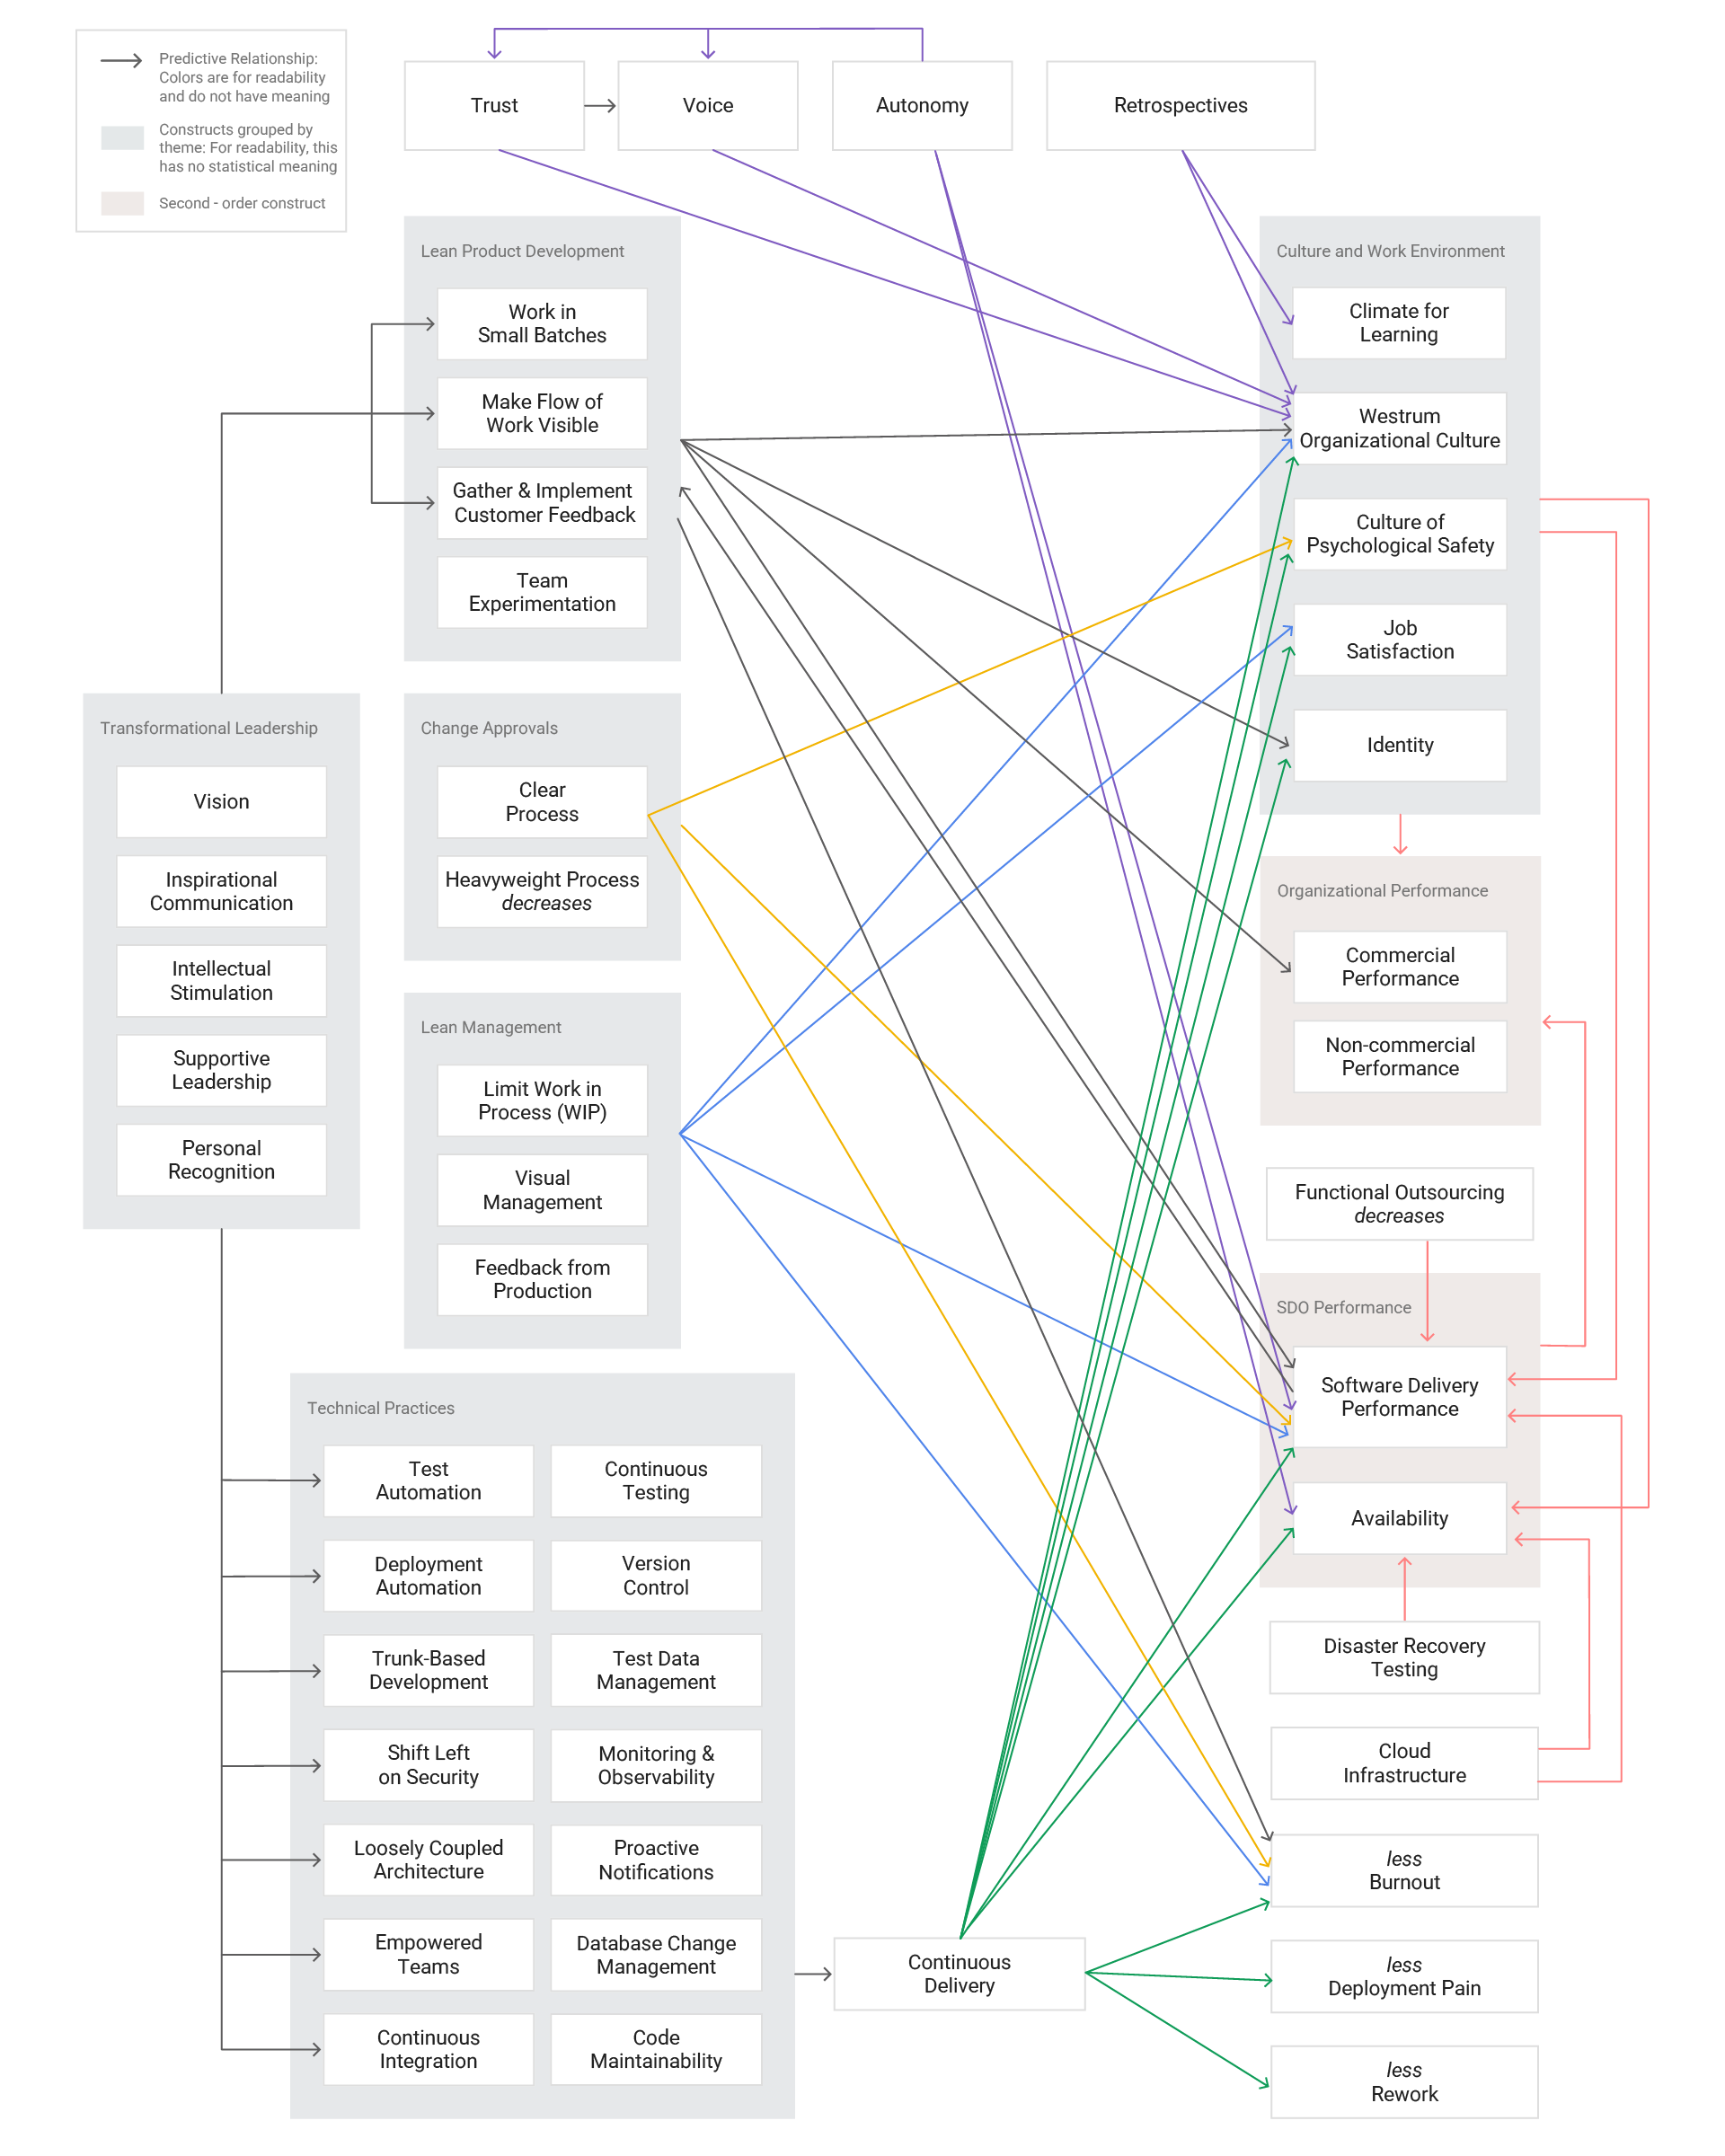 Predictive Relationship:
Colors are for readability
and do not have meaning
Constructs grouped by
theme: For readability, this
has no statistical meaning
Second - order construct
Trust
Voice
Autonomy
Retrospectives
Lean Product Development
Work in
Small Batches
Make Flow of
Work Visible
Gather & Implement
Customer Feedback
Team
Experimentation
Culture and Work Environment
Climate for
Learning
Westrum
Organizational Culture
Culture of
Psychological Safety
Job
Satisfaction
Identity
Transformational Leadership
Vision
Inspirational
Communication
Intellectual
Stimulation
Supportive
Leadership
Personal
Recognition
Change Approvals
Clear
Process
Heavyweight Process
decreases
Organizational Performance
Commercial
Performance
Non-commercial
Performance
Lean Management
Limit Work in
Process (WIP)
Visual
Management
Feedback from
Production
Functional Outsourcing
decreases
SDO Performance
Software Delivery
Performance
Availability
Technical Practices
Test
Automation
Continuous
Testing
Deployment
Automation
Version
Control
Trunk-Based
Development
Test Data
Management
Shift Left
on Security
Monitoring &
Observability
Loosely Coupled
Architecture
Proactive
Notifications
Empowered
Teams
Database Change
Management
Continuous
Integration
Code
Maintainability
Continuous
Delivery
Disaster Recovery
Testing
Cloud
Infrastructure
less
Burnout
less
Deployment Pain
less
Rework